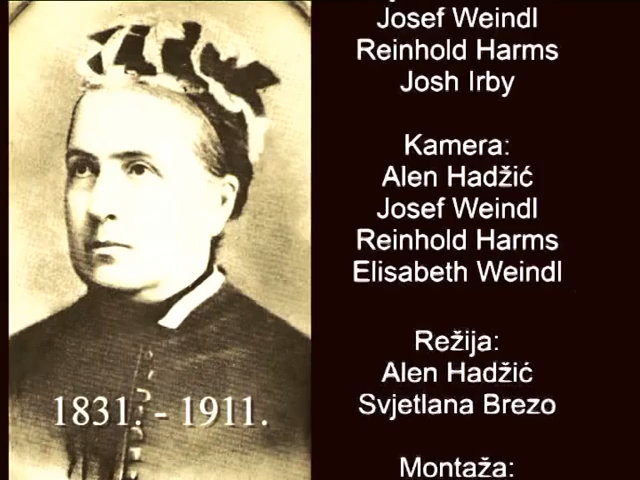 Josef Weindl
Reinhold Harms
Josh Irby
Kamera:
Alen Hadžić
Josef Weindl
Reinhold Harms
Elisabeth Weindl
Režija:
Alen Hadžić
Svjetlana Brezo
Montaža:
1831. - 1911.